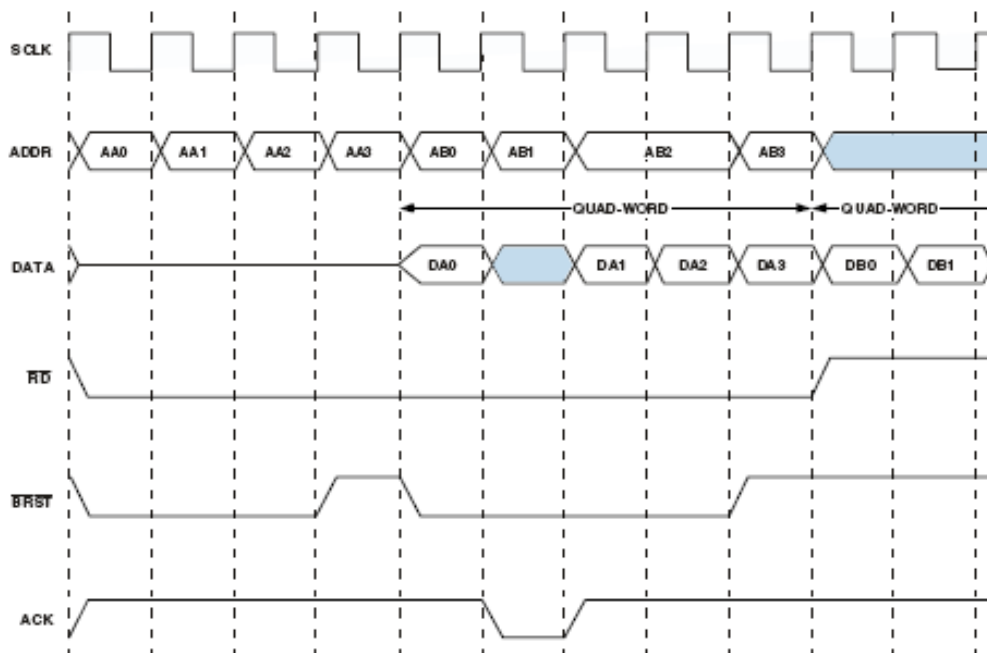 SCLK
ADDR AA0 AA1 AA2 AA3 AB0 AB1 AB2 AB3
QUAD-WORD QUAD-WORD
DATA DA0 DA1 DA2 DA3 DB0 DB1
RD
BRST
ACK